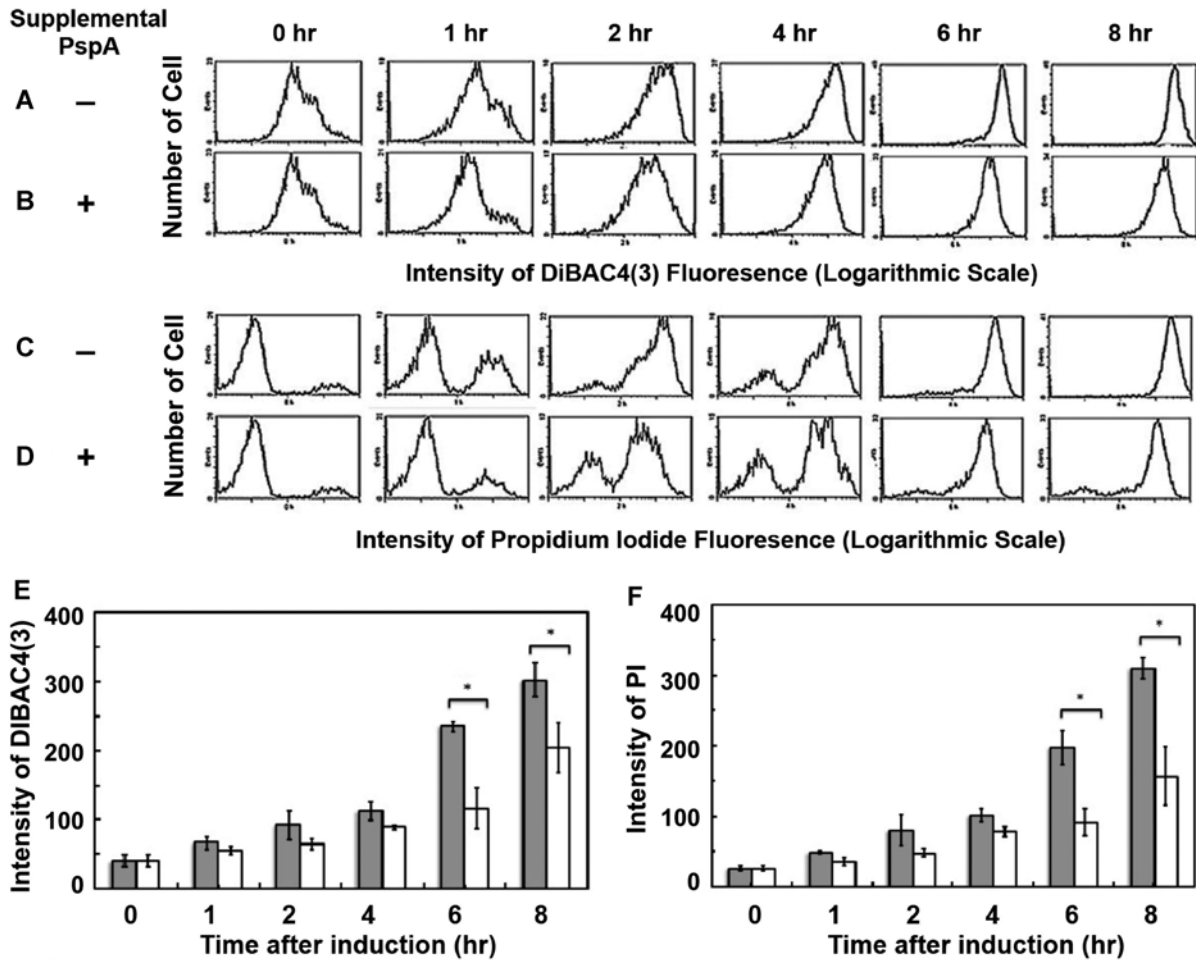 Supplemental
PspA
0 hr 1 hr 2 hr 4 hr 6 hr 8 hr
A –
B +
Number of Cell
Intensity of DiBAC4(3) Fluoresence (Logarithmic Scale)
C –
D +
Number of Cell
Intensity of Propidium Iodide Fluoresence (Logarithmic Scale)
E
Intensity of DIBAC4(3)
400
300
200
100
0
* *
0 1 2 4 6 8
Time after induction (hr)
F
Intensity of PI
400
300
200
100
0
* *
0 1 2 4 6 8
Time after induction (hr)